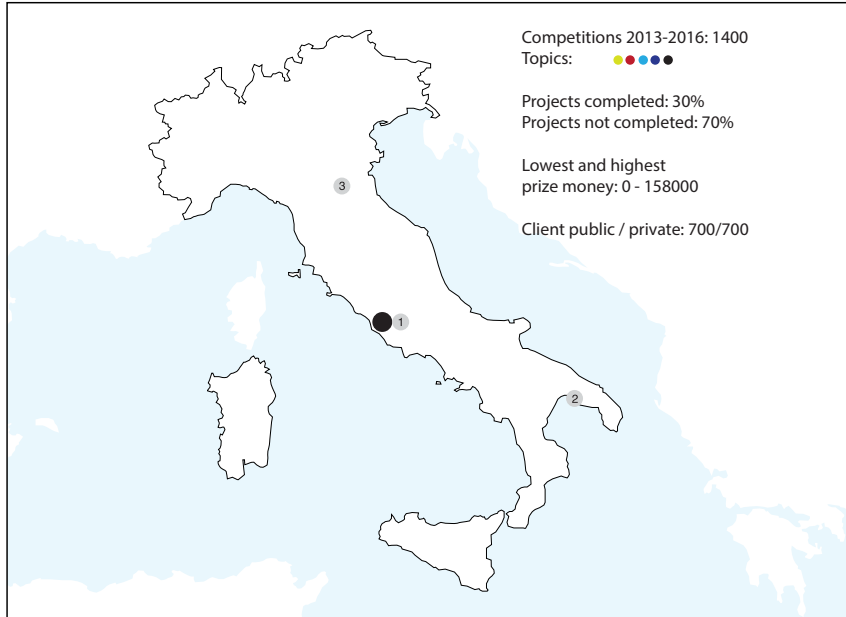 Competitions 2013-2016: 1400
Topics:
Projects completed: 30%
Projects not completed: 70%
Lowest and highest
prize money: 0 - 158000
Client public / private: 700/700
3
1
2